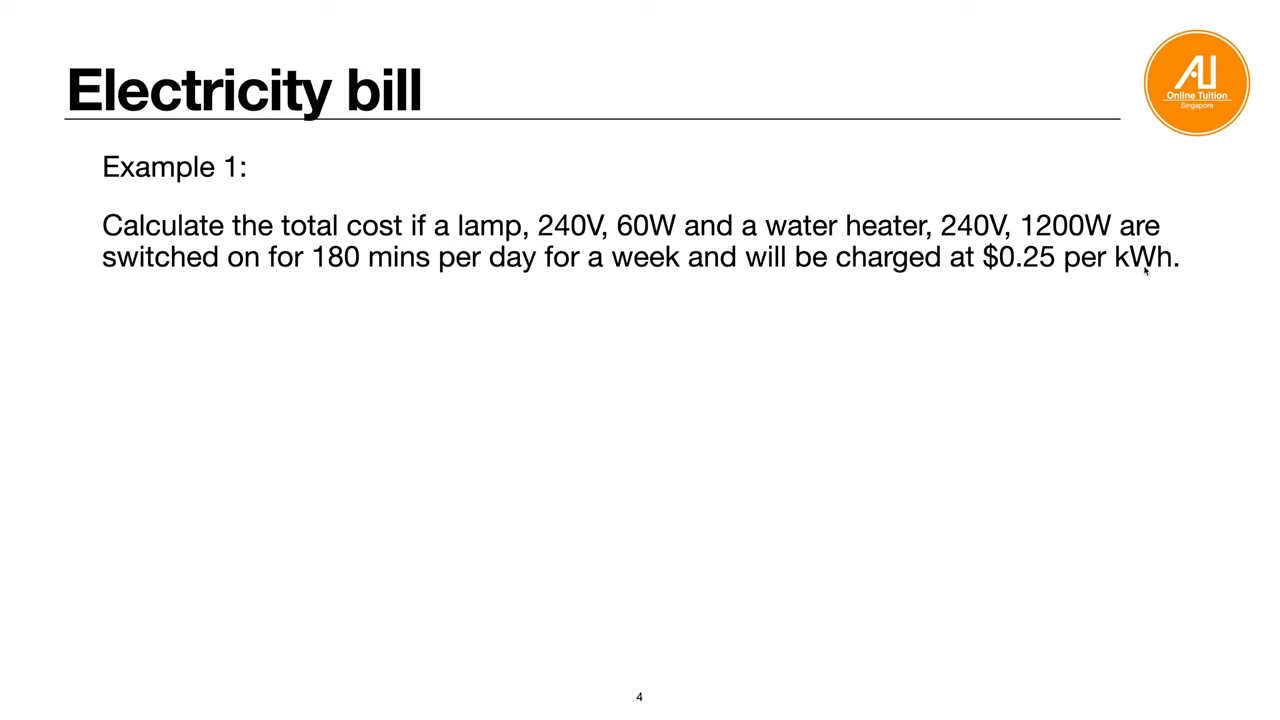 Electricity bill
AU
Online Tuition
Singapore
Example 1:
Calculate the total cost if a lamp, 240V, 60W and a water heater, 240V, 1200W are
switched on for 180 mins per day for a week and will be charged at $0.25 per kWh.
4